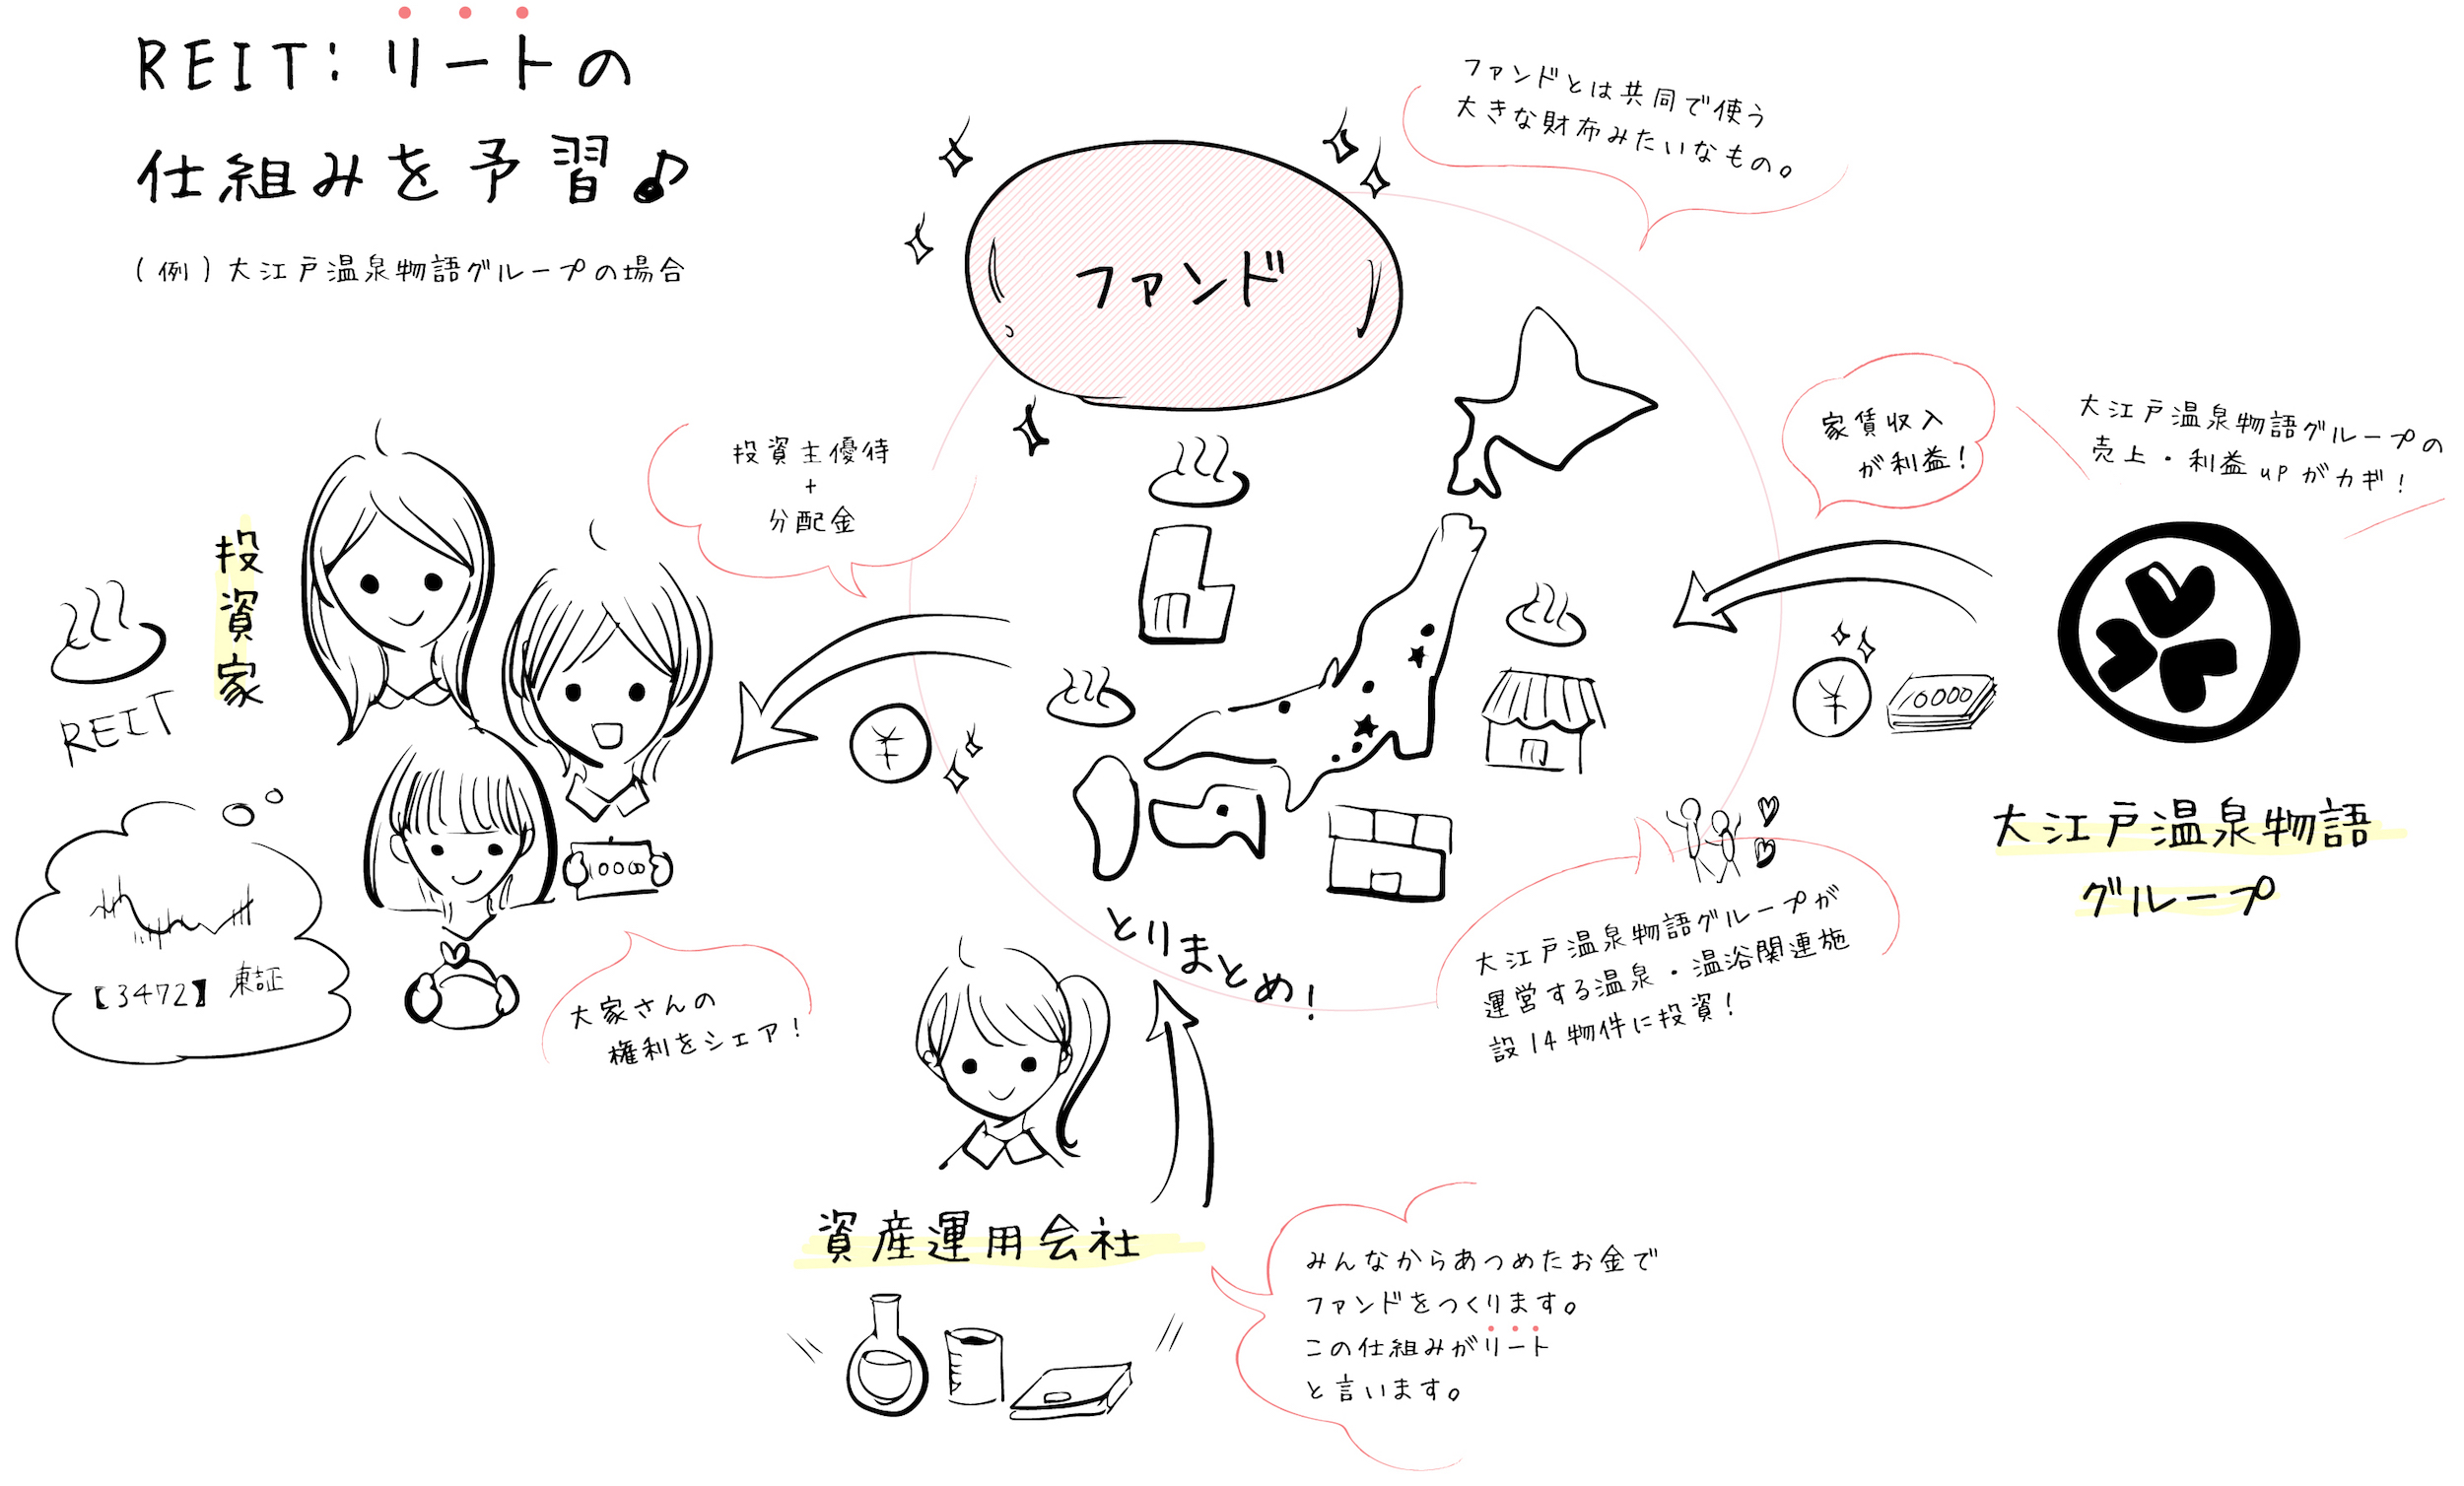 REIT:リートの
仕組みを予習♪
(例)大江戸温泉物語グループの場合
ファンドとは共同で使う
大きな財布みたいなもの。
ファンド
家賃収入
が利益!
大江戸温泉物語グループの
売上・利益upがカギ!
投資主優待
+
分配金
投資家
REIT
¥
¥
10000
大江戸温泉物語
グループ
10000
【3472】東証
大家さんの
権利をシェア!
とりまとめ!
大江戸温泉物語グループが
運営する温泉・温浴関連施
設14物件に投資!
資産運用会社
みんなからあつめたお金で
ファンドをつくります。
この仕組みがリート
と言います。